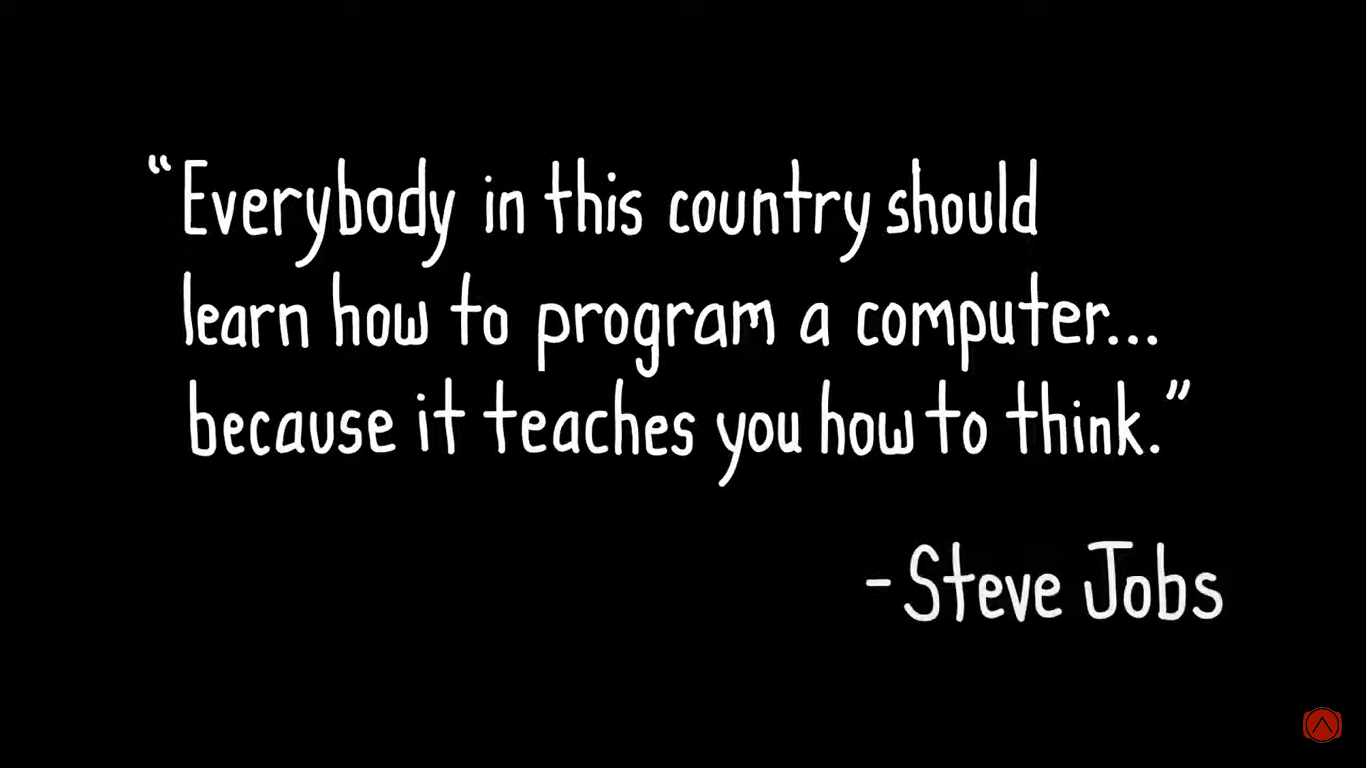 “Everybody in this country should
learn how to program a computer...
because it teaches you how to think.”
- Steve Jobs